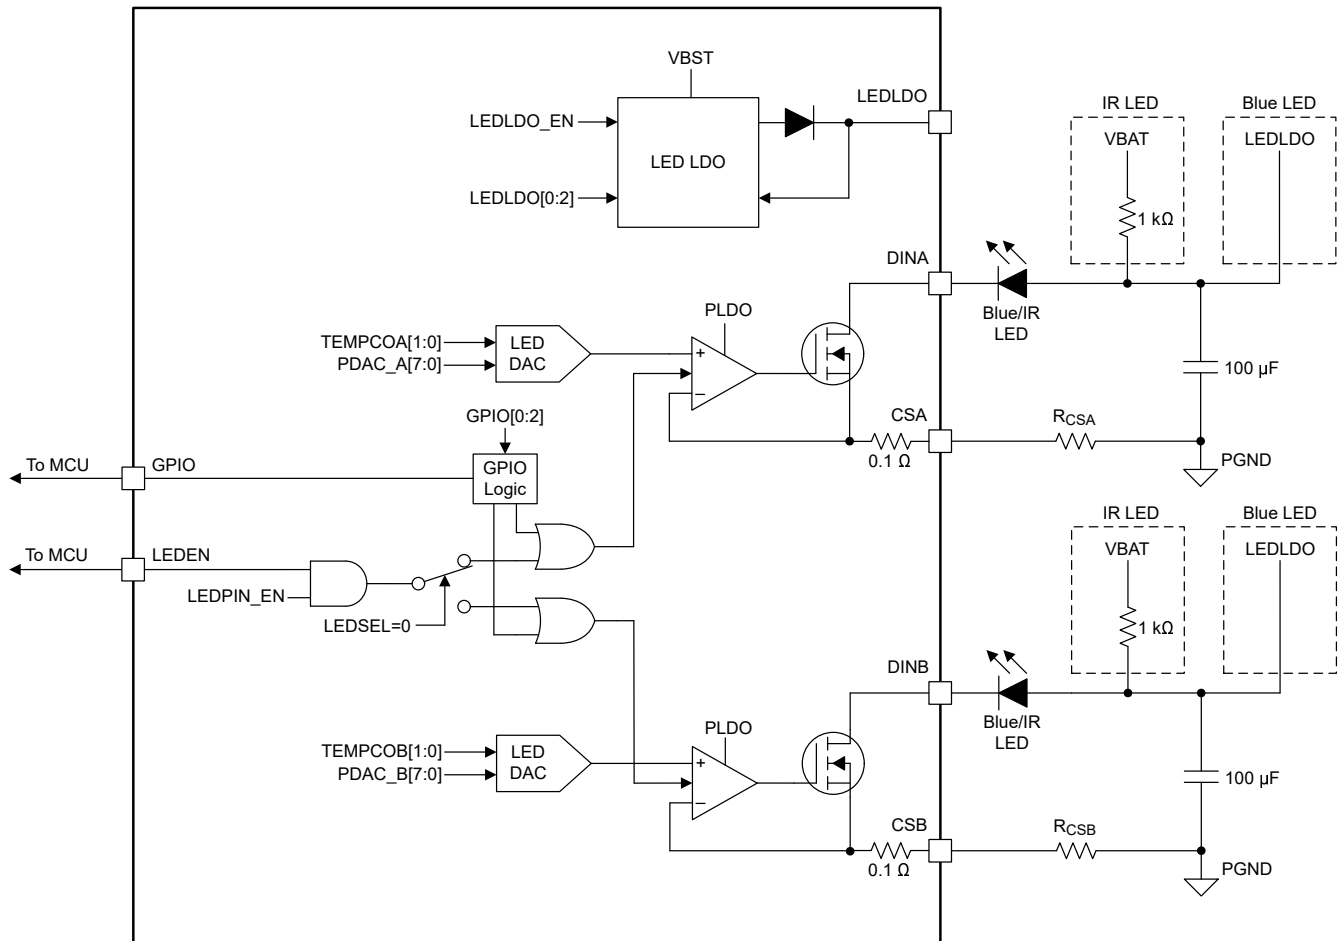 VBST
LEDLDO
LEDLDO_EN
LED LDO
LEDLDO[0:2]
IR LED
Blue LED
VBAT
LEDLDO
1 kΩ
DINA
Blue/IR
LED
PLDO
TEMPCOA[1:0]
PDAC_A[7:0]
LED
DAC
+
−
100 µF
CSA
0.1 Ω
RCSA
PGND
GPIO[0:2]
To MCU
GPIO
GPIO
Logic
To MCU
LEDEN
LEDPIN_EN
LEDSEL=0
IR LED
Blue LED
VBAT
LEDLDO
1 kΩ
DINB
Blue/IR
LED
PLDO
TEMPCOB[1:0]
PDAC_B[7:0]
LED
DAC
+
−
100 µF
CSB
0.1 Ω
RCSB
PGND